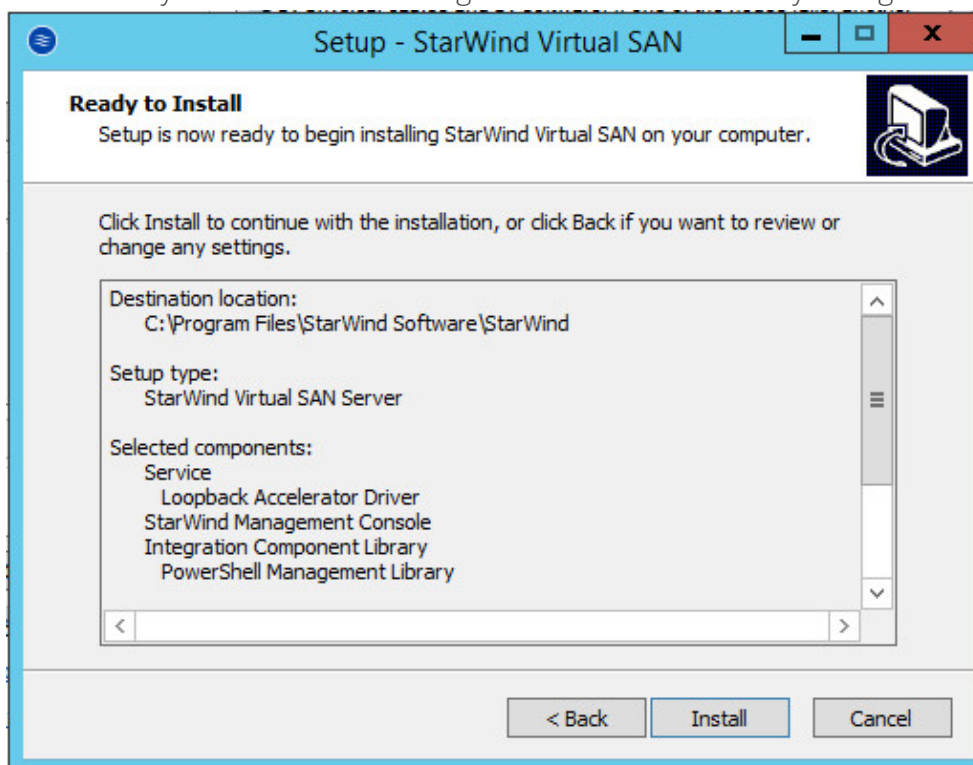 Setup - StarWind Virtual SAN
Ready to Install
Setup is now ready to begin installing StarWind Virtual SAN on your computer.
Click Install to continue with the installation, or click Back if you want to review or
change any settings.
Destination location:
C:\Program Files\StarWind Software\StarWind
Setup type:
StarWind Virtual SAN Server
Selected components:
Service
Loopback Accelerator Driver
StarWind Management Console
Integration Component Library
PowerShell Management Library
< Back
Install
Cancel